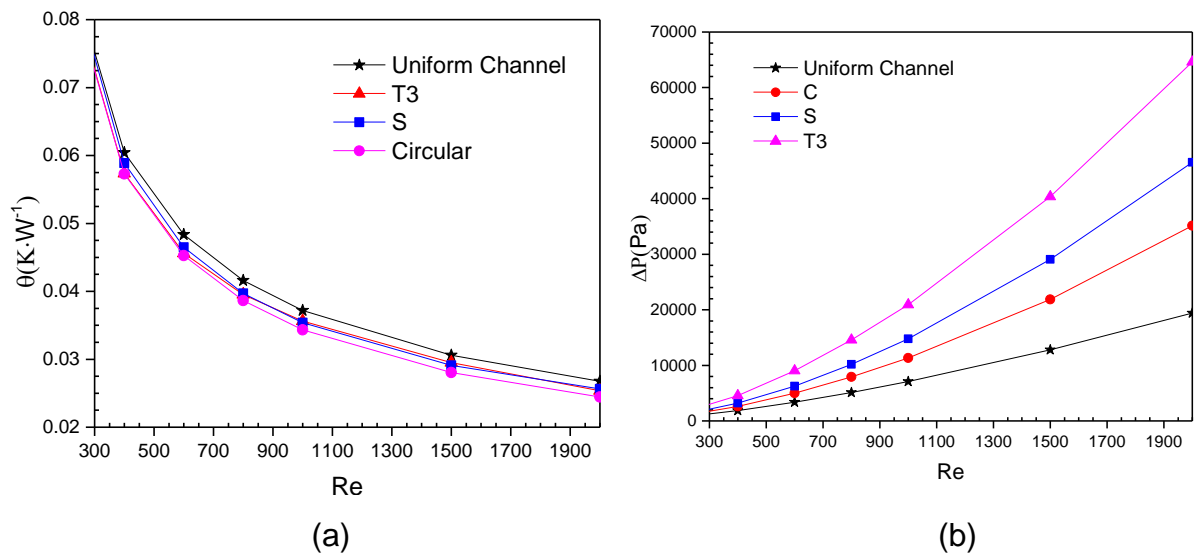 0.08
0.07
0.06
0.05
0.04
0.03
0.02
θ(K·W⁻¹)
Uniform Channel
T3
S
Circular
300 500 700 900 1100 1300 1500 1700 1900
Re
(a)
70000
60000
50000
40000
30000
20000
10000
0
ΔP(Pa)
Uniform Channel
C
S
T3
300 500 700 900 1100 1300 1500 1700 1900
Re
(b)